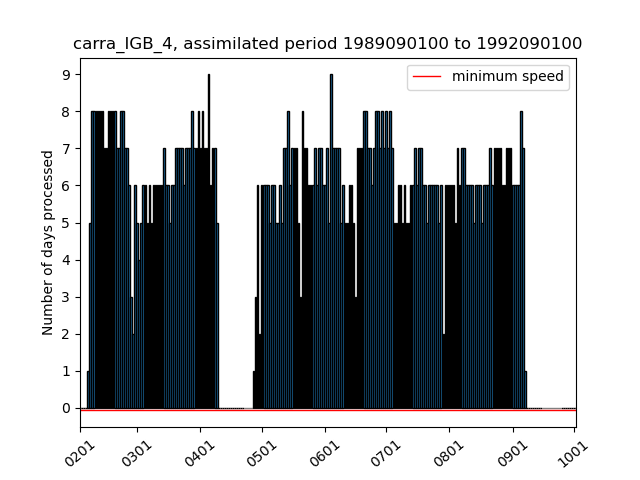 carra_IGB_4, assimilated period 1989090100 to 1992090100
minimum speed
Number of days processed
9
8
7
6
5
4
3
2
1
0
0201 0301 0401 0501 0601 0701 0801 0901 1001